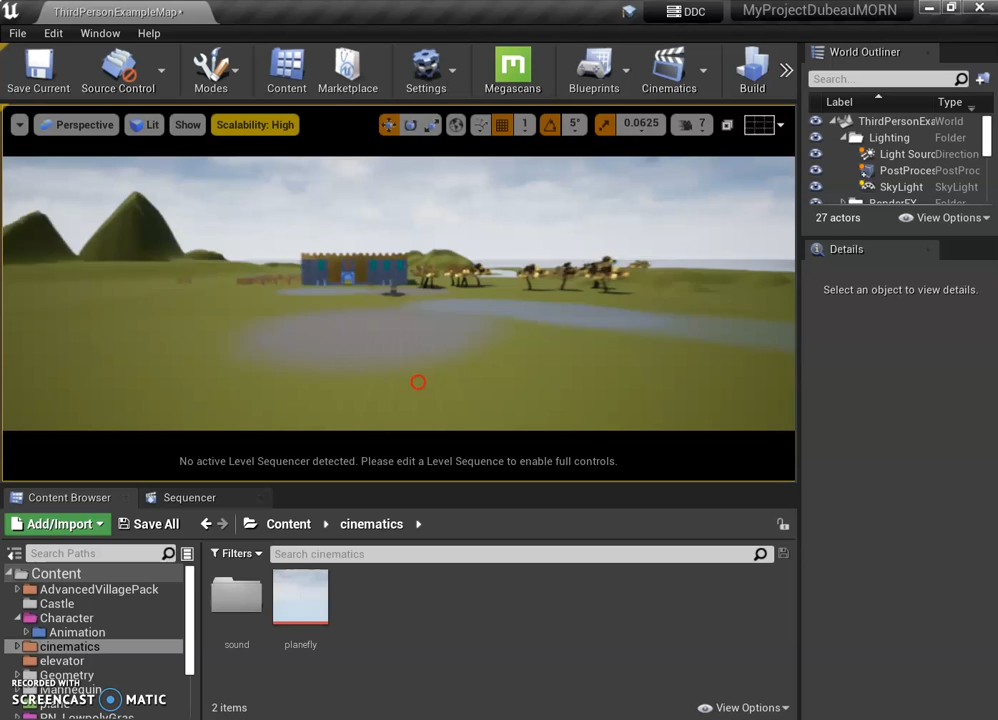 ThirdPersonExampleMap*
DDC
MyProjectDubeauMORN
File Edit Window Help
Save Current
Source Control
Modes
Content
Marketplace
Settings
Megascans
Blueprints
Cinematics
Build
World Outliner
Search...
Label Type
ThirdPersonExa World
Lighting Folder
Light Sourc Direction
PostProces PostProc
SkyLight SkyLight
RenderFX Folder
27 actors
View Options
Details
Select an object to view details.
Perspective
Lit
Show
Scalability: High
1
5°
0.0625
7
No active Level Sequencer detected. Please edit a Level Sequence to enable full controls.
Content Browser
Sequencer
Add/Import
Save All
Content
cinematics
Search Paths
Filters
Search cinematics
Content
AdvancedVillagePack
Castle
Character
Animation
cinematics
elevator
Geometry
Mannequin
plane
PN_LowpolyGras
sound
planefly
2 items
View Options
RECORDED WITH
SCREENCAST MATIC